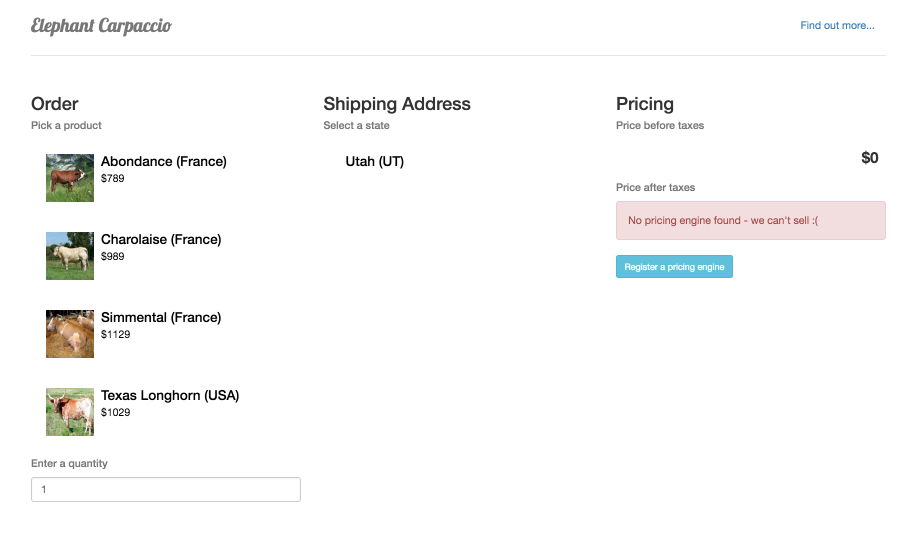 Elephant Carpaccio
Find out more...
Order
Pick a product
Abondance (France)
$789
Charolaise (France)
$989
Simmental (France)
$1129
Texas Longhorn (USA)
$1029
Enter a quantity
1
Shipping Address
Select a state
Utah (UT)
Pricing
Price before taxes
$0
Price after taxes
No pricing engine found - we can't sell :(
Register a pricing engine